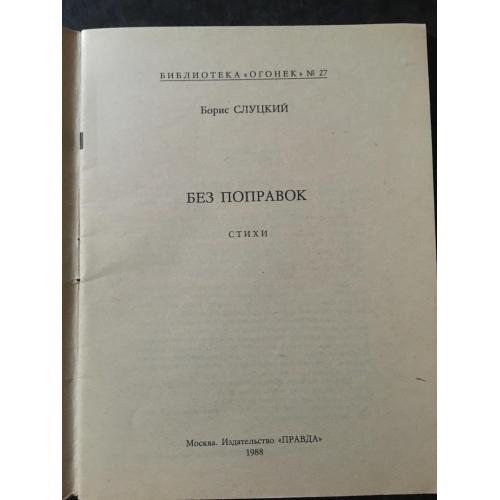 БИБЛИОТЕКА «ОГОНЕК» № 27
Борис СЛУЦКИЙ
БЕЗ ПОПРАВОК
СТИХИ
Москва. Издательство «ПРАВДА»
1988